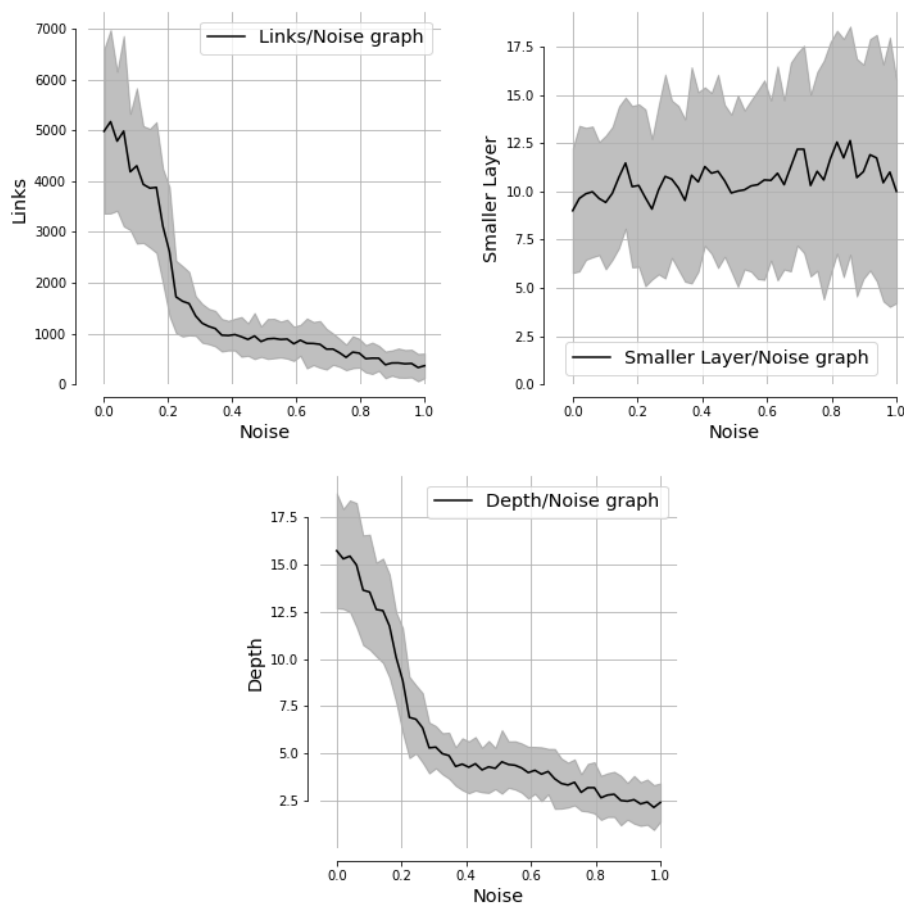 Links/Noise graph
7000
6000
5000
4000
3000
2000
1000
0
Links
0.0 0.2 0.4 0.6 0.8 1.0
Noise
17.5
15.0
12.5
10.0
7.5
5.0
2.5
0.0
Smaller Layer
Smaller Layer/Noise graph
0.0 0.2 0.4 0.6 0.8 1.0
Noise
Depth/Noise graph
17.5
15.0
12.5
10.0
7.5
5.0
2.5
Depth
0.0 0.2 0.4 0.6 0.8 1.0
Noise